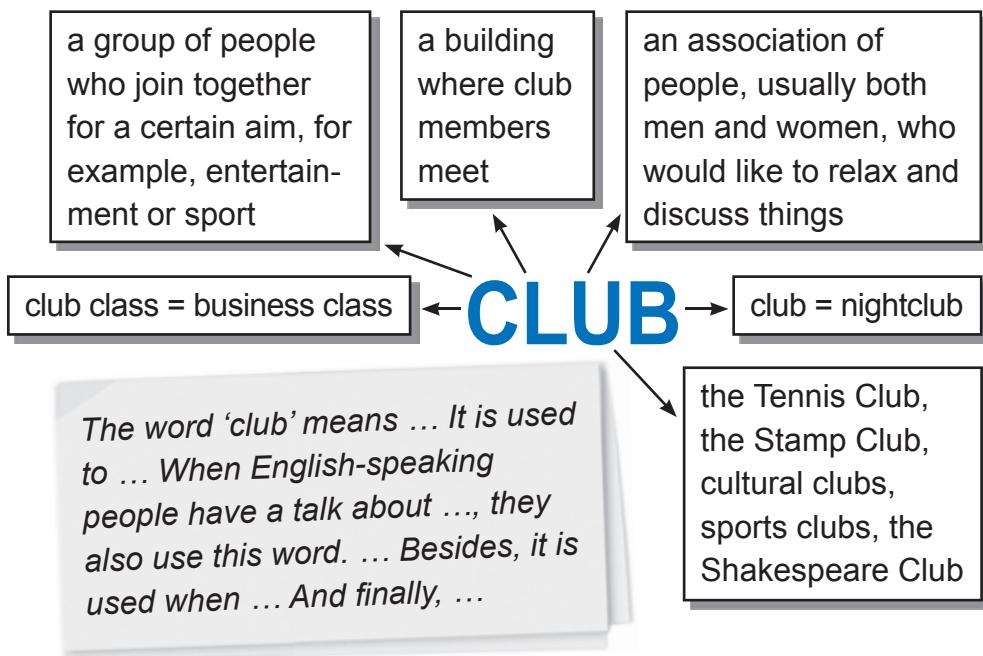 a group of people
who join together
for a certain aim, for
example, entertain-
ment or sport
a building
where club
members
meet
an association of
people, usually both
men and women, who
would like to relax and
discuss things
club class = business class
CLUB
club = nightclub
The word ‘club’ means … It is used
to … When English-speaking
people have a talk about …, they
also use this word. … Besides, it is
used when … And finally, …
the Tennis Club,
the Stamp Club,
cultural clubs,
sports clubs, the
Shakespeare Club